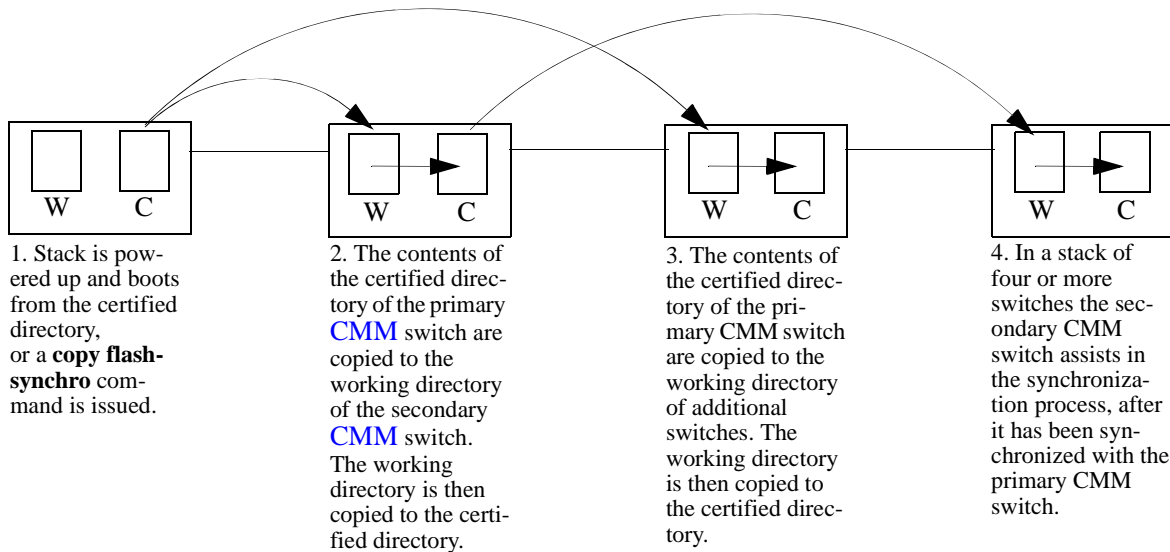 W C
W C
W C
W C
1. Stack is pow-
ered up and boots
from the certified
directory,
or a copy flash-
synchro com-
mand is issued.
2. The contents of
the certified direc-
tory of the primary
CMM switch are
copied to the
working directory
of the secondary
CMM switch.
The working
directory is then
copied to the certi-
fied directory.
3. The contents of
the certified direc-
tory of the pri-
mary CMM switch
are copied to the
working directory
of additional
switches. The
working directory
is then copied to
the certified direc-
tory.
4. In a stack of
four or more
switches the sec-
ondary CMM
switch assists in
the synchroniza-
tion process, after
it has been syn-
chronized with the
primary CMM
switch.